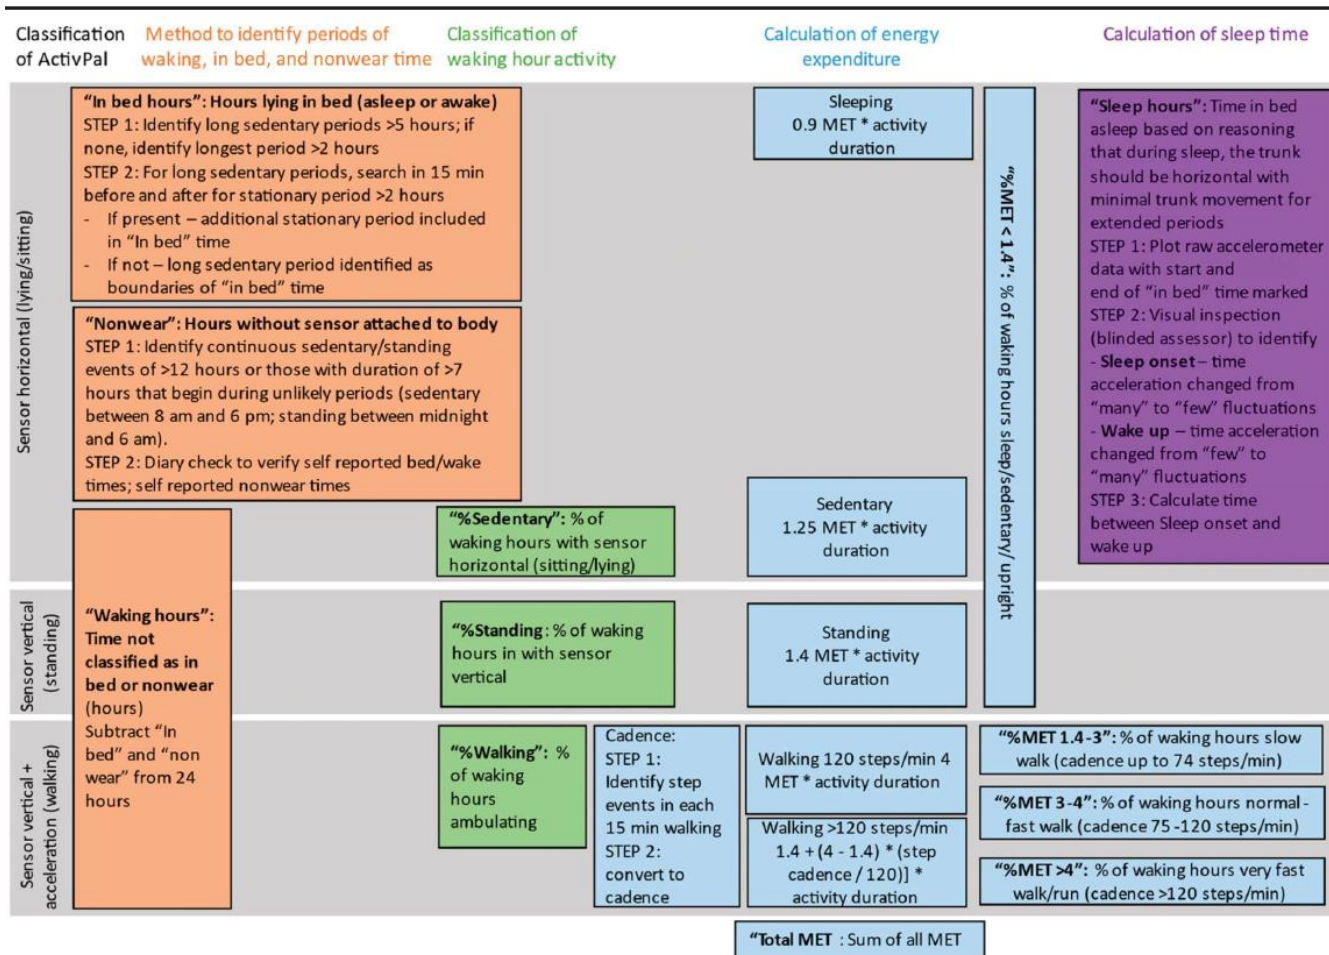 Classification
of ActivPal
Method to identify periods of
waking, in bed, and nonwear time
Classification of
waking hour activity
Calculation of energy
expenditure
Calculation of sleep time
Sensor horizontal (lying/sitting)
“In bed hours”: Hours lying in bed (asleep or awake)
STEP 1: Identify long sedentary periods >5 hours; if
none, identify longest period >2 hours
STEP 2: For long sedentary periods, search in 15 min
before and after for stationary period >2 hours
- If present – additional stationary period included
in “In bed” time
- If not – long sedentary period identified as
boundaries of “in bed” time
“Nonwear”: Hours without sensor attached to body
STEP 1: Identify continuous sedentary/standing
events of >12 hours or those with duration of >7
hours that begin during unlikely periods (sedentary
between 8 am and 6 pm; standing between midnight
and 6 am).
STEP 2: Diary check to verify self reported bed/wake
times; self reported nonwear times
“%Sedentary”: % of
waking hours with sensor
horizontal (sitting/lying)
Sleeping
0.9 MET * activity
duration
Sedentary
1.25 MET * activity
duration
“%MET < 1.4”: % of waking hours sleep/sedentary/ upright
“Sleep hours”: Time in bed
asleep based on reasoning
that during sleep, the trunk
should be horizontal with
minimal trunk movement for
extended periods
STEP 1: Plot raw accelerometer
data with start and
end of “in bed” time marked
STEP 2: Visual inspection
(blinded assessor) to identify
- Sleep onset – time
acceleration changed from
“many” to “few” fluctuations
- Wake up – time acceleration
changed from “few” to
“many” fluctuations
STEP 3: Calculate time
between Sleep onset and
wake up
Sensor vertical
(standing)
“Waking hours”:
Time not
classified as in
bed or nonwear
(hours)
Subtract “In
bed” and “non
wear” from 24
hours
“%Standing: % of waking
hours in with sensor
vertical
Standing
1.4 MET * activity
duration
Sensor vertical +
acceleration (walking)
“%Walking”: %
of waking
hours
ambulating
Cadence:
STEP 1:
Identify step
events in each
15 min walking
STEP 2:
convert to
cadence
Walking 120 steps/min 4
MET * activity duration
Walking >120 steps/min
1.4 + (4 - 1.4) * (step
cadence / 120)] *
activity duration
“%MET 1.4-3”: % of waking hours slow
walk (cadence up to 74 steps/min)
“%MET 3-4”: % of waking hours normal-
fast walk (cadence 75 -120 steps/min)
“%MET >4”: % of waking hours very fast
walk/run (cadence >120 steps/min)
“Total MET : Sum of all MET